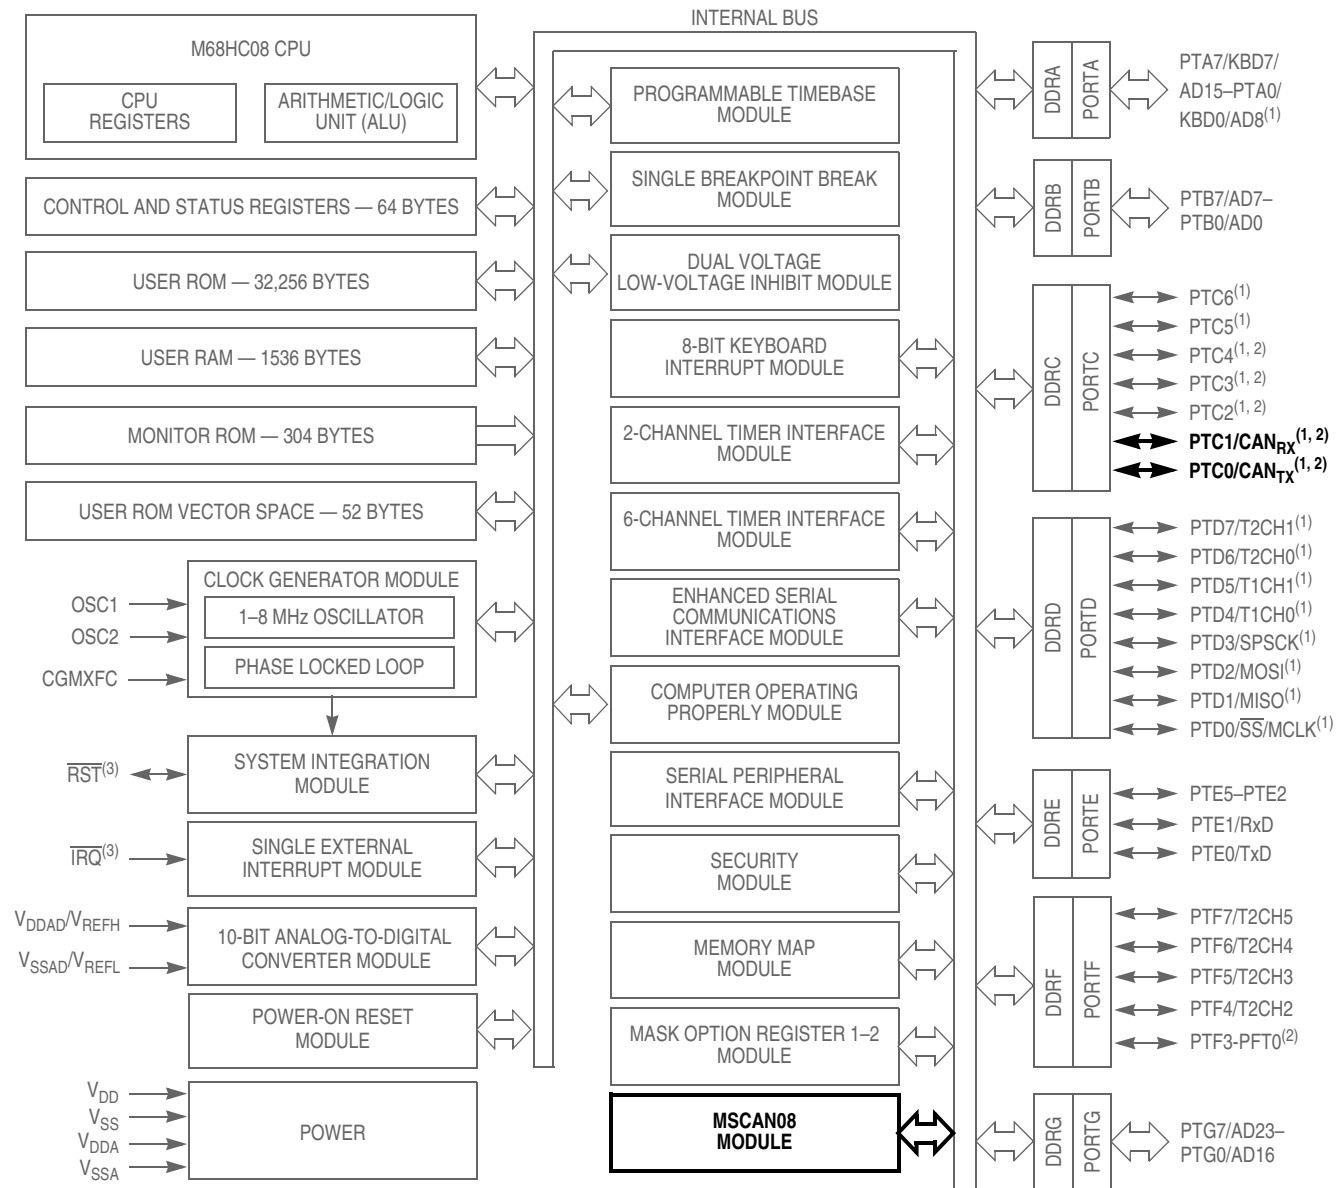 INTERNAL BUS
M68HC08 CPU
CPU
REGISTERS
ARITHMETIC/LOGIC
UNIT (ALU)
CONTROL AND STATUS REGISTERS — 64 BYTES
USER ROM — 32,256 BYTES
USER RAM — 1536 BYTES
MONITOR ROM — 304 BYTES
USER ROM VECTOR SPACE — 52 BYTES
CLOCK GENERATOR MODULE
1–8 MHz OSCILLATOR
PHASE LOCKED LOOP
OSC1
OSC2
CGMXFC
SYSTEM INTEGRATION
MODULE
RST(3)
SINGLE EXTERNAL
INTERRUPT MODULE
IRQ(3)
10-BIT ANALOG-TO-DIGITAL
CONVERTER MODULE
VDDAD/VREFH
VSSAD/VREFL
POWER-ON RESET
MODULE
POWER
VDD
VSS
VDDA
VSSA
PROGRAMMABLE TIMEBASE
MODULE
SINGLE BREAKPOINT BREAK
MODULE
DUAL VOLTAGE
LOW-VOLTAGE INHIBIT MODULE
8-BIT KEYBOARD
INTERRUPT MODULE
2-CHANNEL TIMER INTERFACE
MODULE
6-CHANNEL TIMER INTERFACE
MODULE
ENHANCED SERIAL
COMMUNICATIONS
INTERFACE MODULE
COMPUTER OPERATING
PROPERLY MODULE
SERIAL PERIPHERAL
INTERFACE MODULE
SECURITY
MODULE
MEMORY MAP
MODULE
MASK OPTION REGISTER 1–2
MODULE
MSCAN08
MODULE
DDRA
PORTA
PTA7/KBD7/
AD15–PTA0/
KBD0/AD8(1)
DDRB
PORTB
PTB7/AD7–
PTB0/AD0
DDRC
PORTC
PTC6(1)
PTC5(1)
PTC4(1, 2)
PTC3(1, 2)
PTC2(1, 2)
PTC1/CANRX(1, 2)
PTC0/CANTX(1, 2)
DDRD
PORTD
PTD7/T2CH1(1)
PTD6/T2CH0(1)
PTD5/T1CH1(1)
PTD4/T1CH0(1)
PTD3/SPSCK(1)
PTD2/MOSI(1)
PTD1/MISO(1)
PTD0/SS/MCLK(1)
DDRE
PORTE
PTE5–PTE2
PTE1/RxD
PTE0/TxD
DDRF
PORTF
PTF7/T2CH5
PTF6/T2CH4
PTF5/T2CH3
PTF4/T2CH2
PTF3-PFT0(2)
DDRG
PORTG
PTG7/AD23–
PTG0/AD16